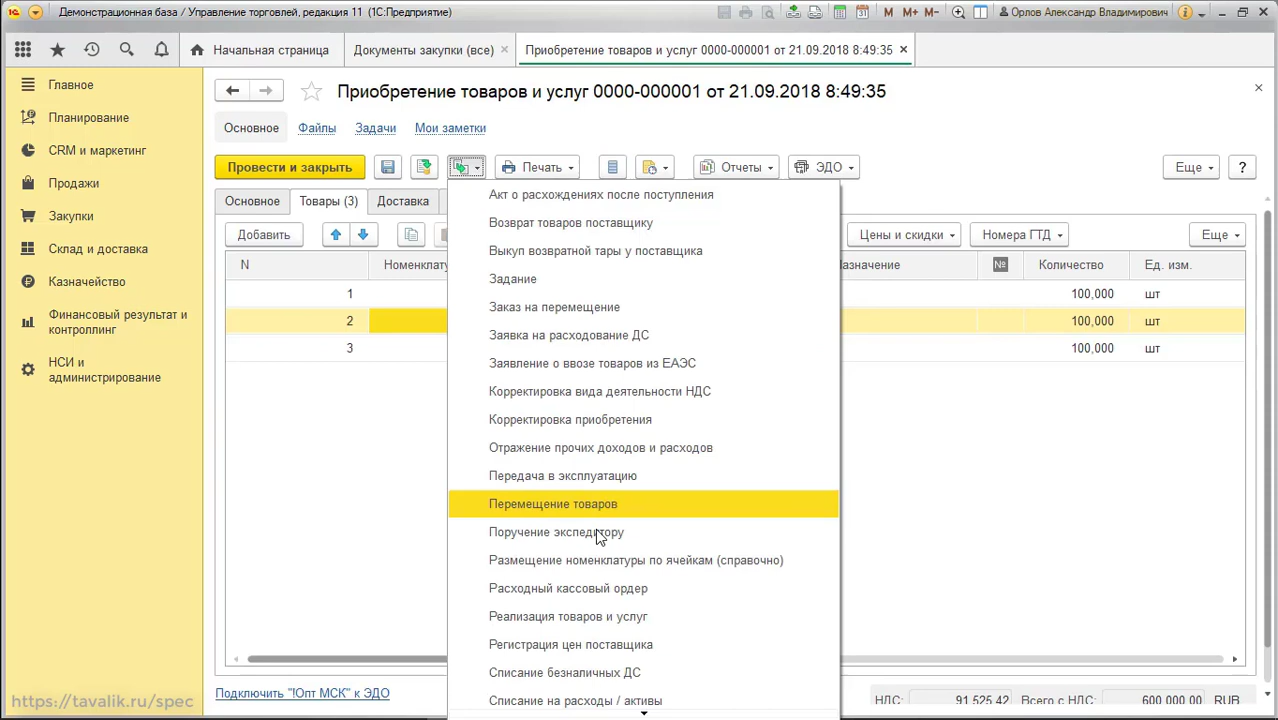 Демонстрационная база / Управление торговлей, редакция 11 (1С:Предприятие)
M M+ M- Орлов Александр Владимирович
Начальная страница Документы закупки (все) × Приобретение товаров и услуг 0000-000001 от 21.09.2018 8:49:35 ×
Главное
Планирование
CRM и маркетинг
Продажи
Закупки
Склад и доставка
Казначейство
Финансовый результат и
контроллинг
НСИ и
администрирование
Приобретение товаров и услуг 0000-000001 от 21.09.2018 8:49:35
Основное Файлы Задачи Мои заметки
Провести и закрыть Печать Отчеты ЭДО Еще ?
Основное Товары (3) Доставка
Добавить Цены и скидки Номера ГТД Еще
N Номенклату азначение № Количество Ед. изм.
1 100,000 шт
2 100,000 шт
3 100,000 шт
Акт о расхождениях после поступления
Возврат товаров поставщику
Выкуп возвратной тары у поставщика
Задание
Заказ на перемещение
Заявка на расходование ДС
Заявление о ввозе товаров из ЕАЭС
Корректировка вида деятельности НДС
Корректировка приобретения
Отражение прочих доходов и расходов
Передача в эксплуатацию
Перемещение товаров
Поручение экспедитору
Размещение номенклатуры по ячейкам (справочно)
Расходный кассовый ордер
Реализация товаров и услуг
Регистрация цен поставщика
Списание безналичных ДС
Списание на расходы / активы
Подключить "!Опт МСК" к ЭДО
НДС: 91 525,42 Всего с НДС: 600 000,00 RUB
https://tavalik.ru/spec